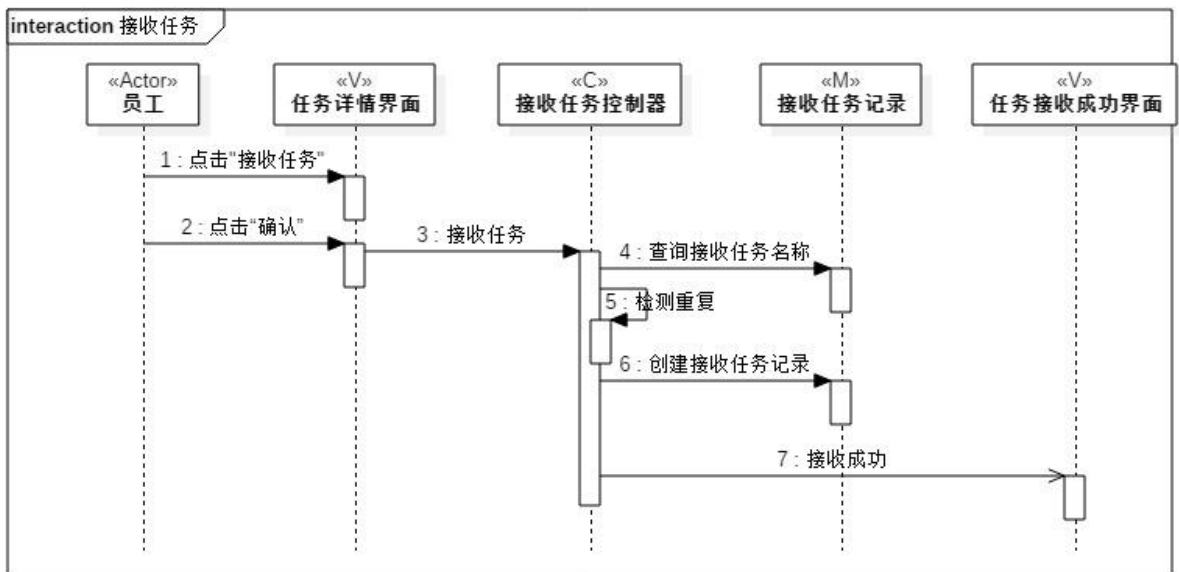 interaction 接收任务
«Actor»
员工
«V»
任务详情界面
«C»
接收任务控制器
«M»
接收任务记录
«V»
任务接收成功界面
1 : 点击"接收任务"
2 : 点击“确认”
3 : 接收任务
4 : 查询接收任务名称
5 : 检测重复
6 : 创建接收任务记录
7 : 接收成功